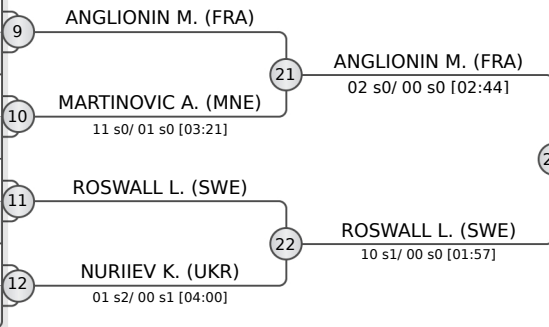 ANGLIONIN M. (FRA)
9
21
ANGLIONIN M. (FRA)
02 s0/ 00 s0 [02:44]
MARTINOVIC A. (MNE)
10
11 s0/ 01 s0 [03:21]
2
ROSWALL L. (SWE)
11
22
ROSWALL L. (SWE)
10 s1/ 00 s0 [01:57]
NURIIEV K. (UKR)
12
01 s2/ 00 s1 [04:00]